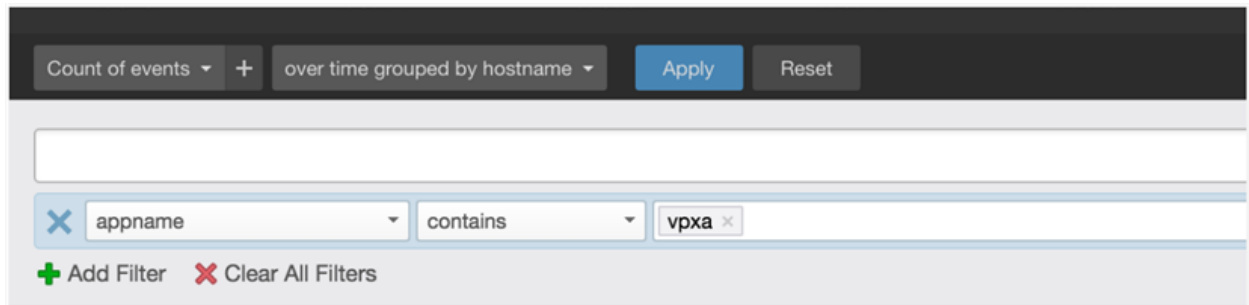 Count of events + over time grouped by hostname Apply Reset
appname contains vpxa ×
Add Filter Clear All Filters